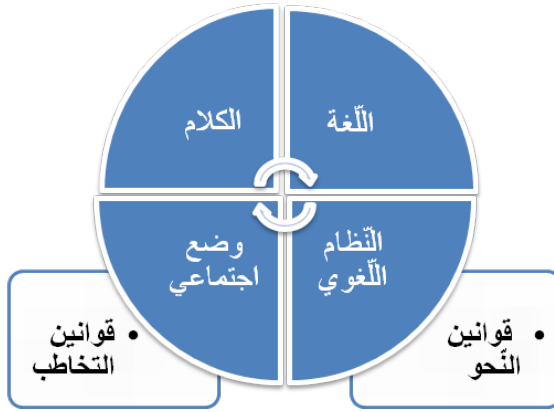 اللّغة
الكلام
النّظام
اللّغوي
وضع
اجتماعي
• قوانين
النّحو
• قوانين
التخاطب